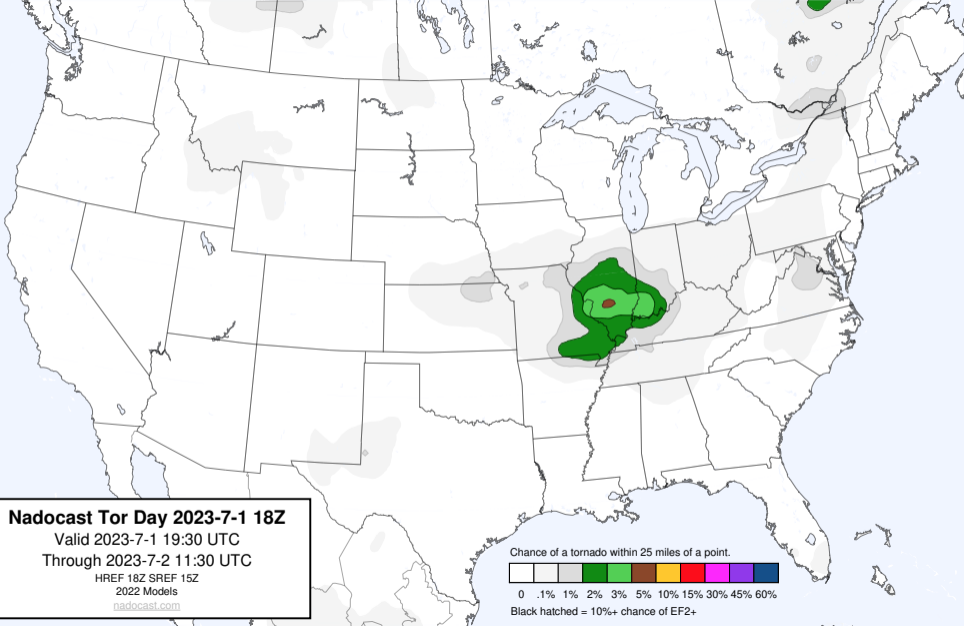 Nadocast Tor Day 2023-7-1 18Z
Valid 2023-7-1 19:30 UTC
Through 2023-7-2 11:30 UTC
HREF 18Z SREF 15Z
2022 Models
nadocast.com
Chance of a tornado within 25 miles of a point.
0 .1% 1% 2% 3% 5% 10% 15% 30% 45% 60%
Black hatched = 10%+ chance of EF2+